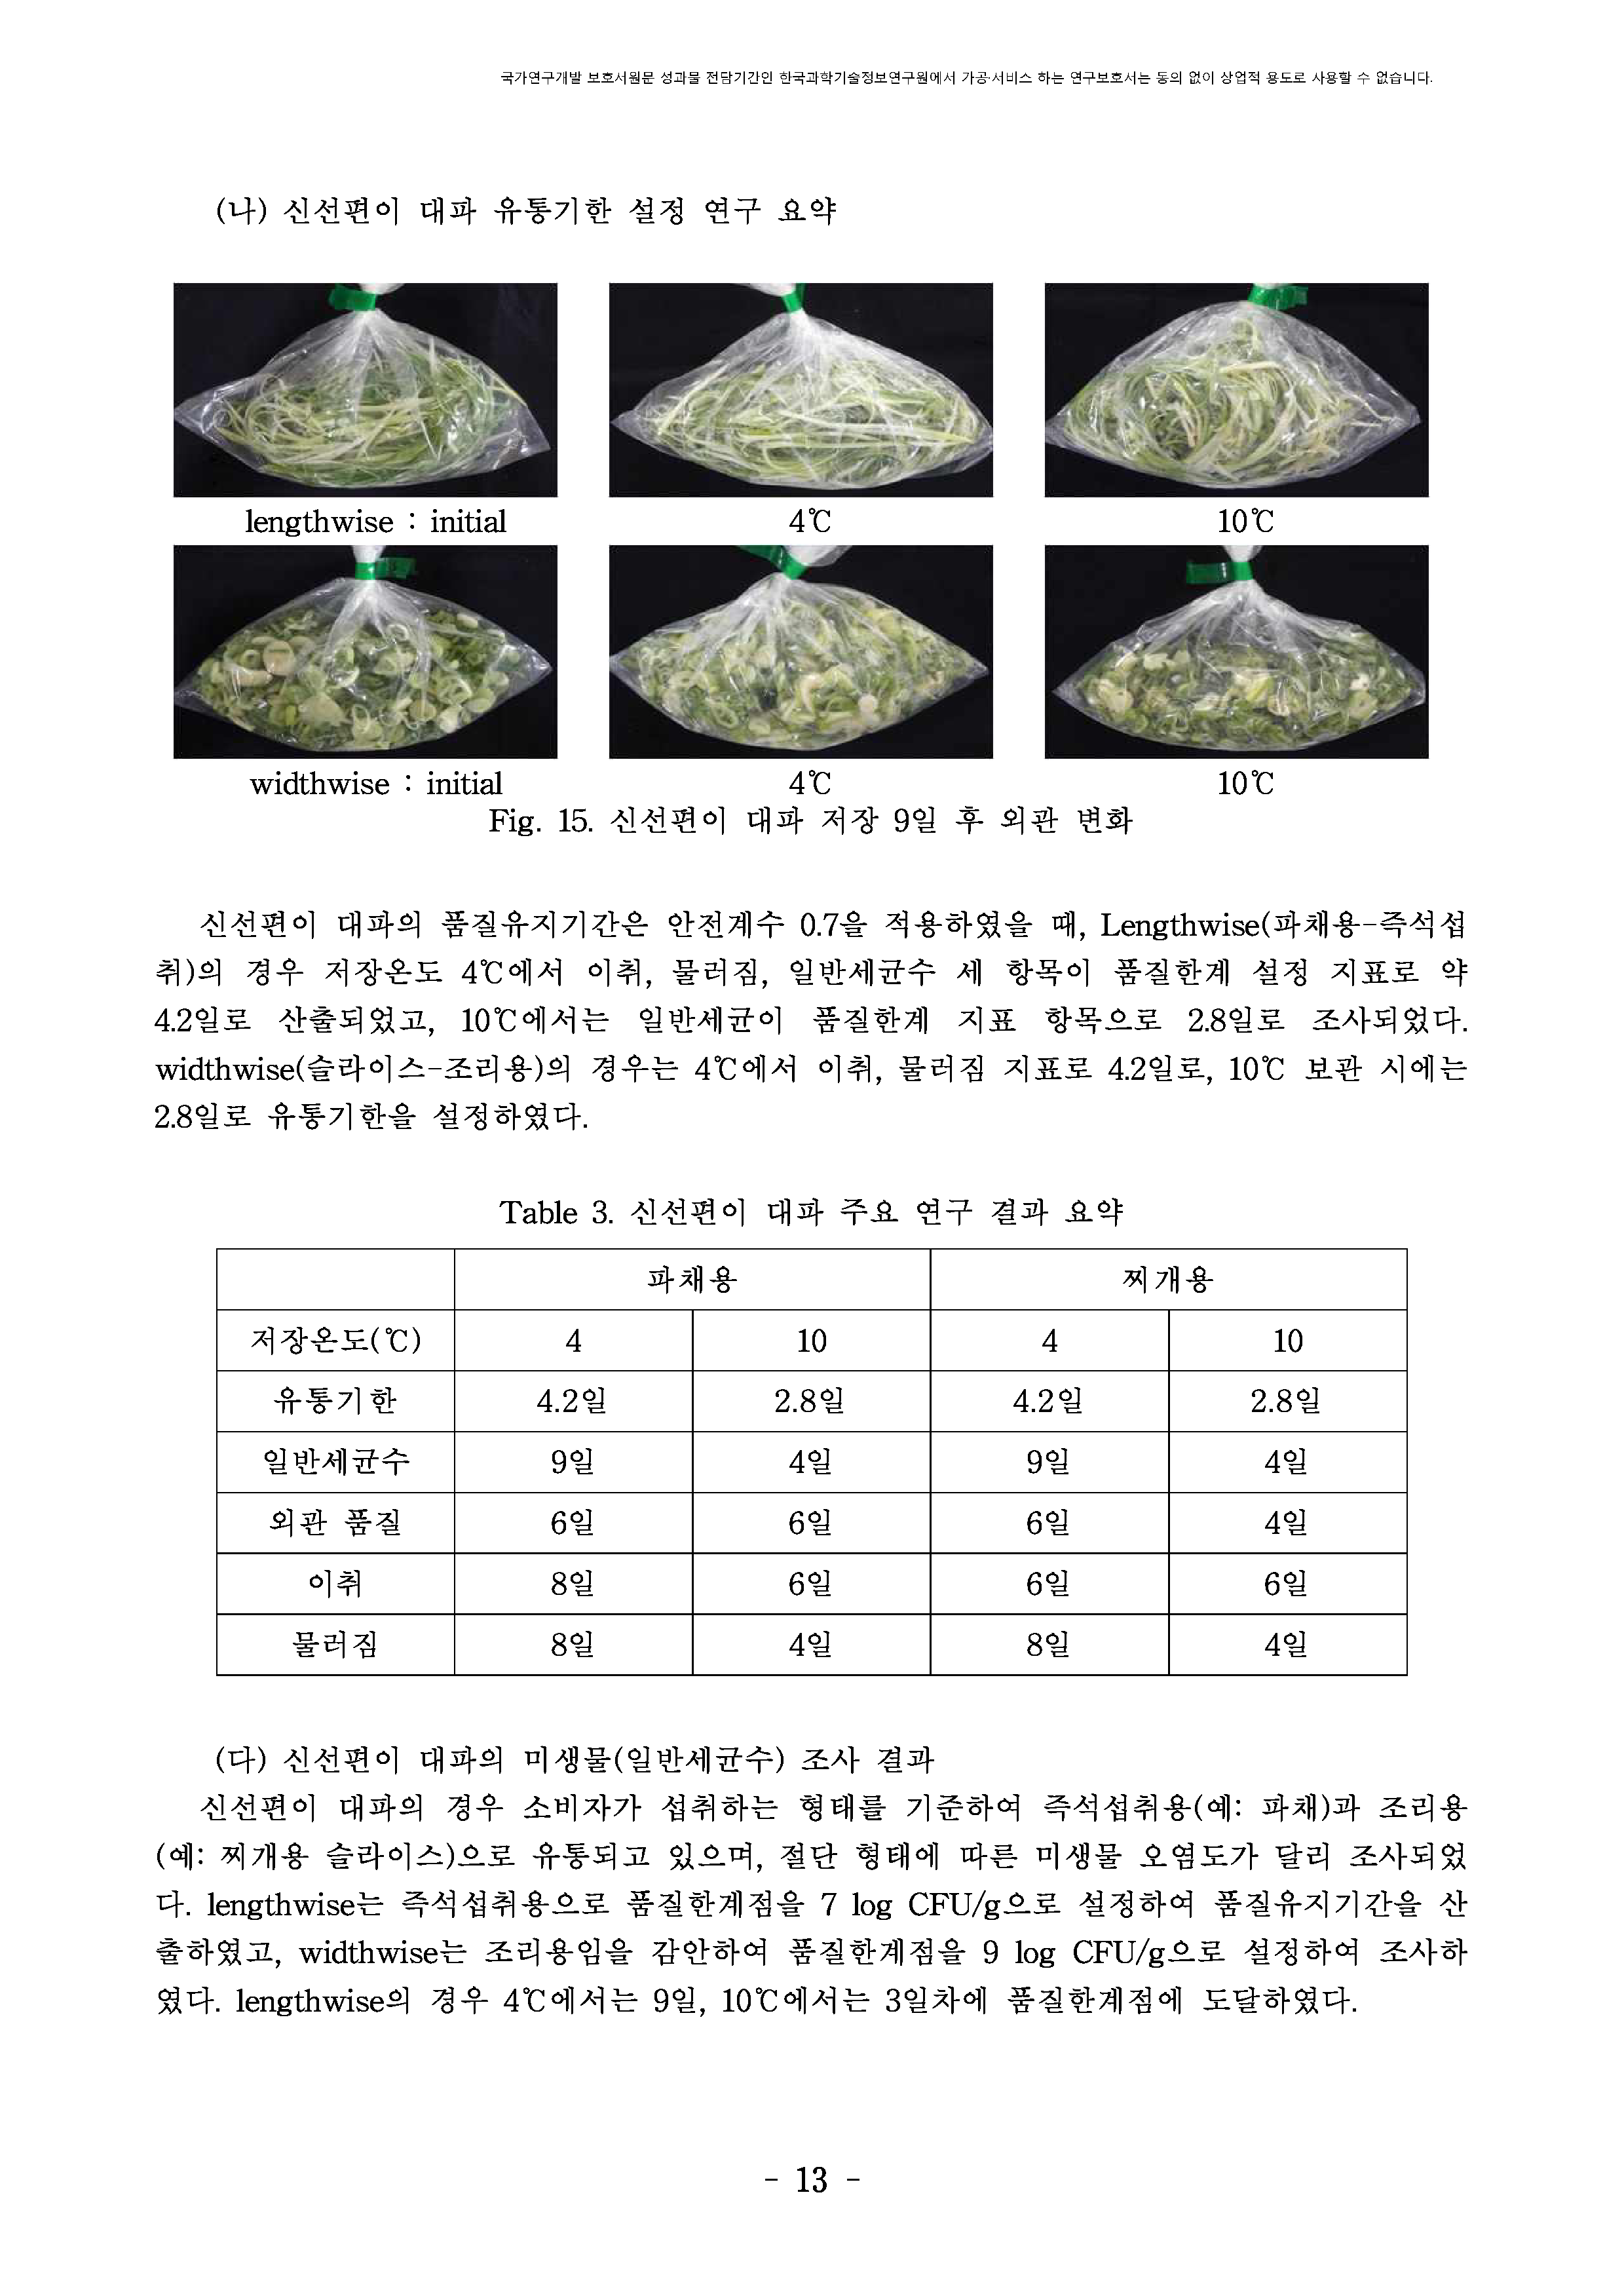 국가연구개발 보호서원문 성과물 전담기간인 한국과학기술정보연구원에서 가공·서비스 하는 연구보호서는 동의 없이 상업적 용도로 사용할 수 없습니다.
(나) 신선편이 대파 유통기한 설정 연구 요약
lengthwise : initial 4℃ 10℃
widthwise : initial 4℃ 10℃
Fig. 15. 신선편이 대파 저장 9일 후 외관 변화
신선편이 대파의 품질유지기간은 안전계수 0.7을 적용하였을 때, Lengthwise(파채용-즉석섭
취)의 경우 저장온도 4℃에서 이취, 물러짐, 일반세균수 세 항목이 품질한계 설정 지표로 약
4.2일로 산출되었고, 10℃에서는 일반세균이 품질한계 지표 항목으로 2.8일로 조사되었다.
widthwise(슬라이스-조리용)의 경우는 4℃에서 이취, 물러짐 지표로 4.2일로, 10℃ 보관 시에는
2.8일로 유통기한을 설정하였다.
Table 3. 신선편이 대파 주요 연구 결과 요약
파채용 찌개용
저장온도(℃) 4 10 4 10
유통기한 4.2일 2.8일 4.2일 2.8일
일반세균수 9일 4일 9일 4일
외관 품질 6일 6일 6일 4일
이취 8일 6일 6일 6일
물러짐 8일 4일 8일 4일
(다) 신선편이 대파의 미생물(일반세균수) 조사 결과
신선편이 대파의 경우 소비자가 섭취하는 형태를 기준하여 즉석섭취용(예: 파채)과 조리용
(예: 찌개용 슬라이스)으로 유통되고 있으며, 절단 형태에 따른 미생물 오염도가 달리 조사되었
다. lengthwise는 즉석섭취용으로 품질한계점을 7 log CFU/g으로 설정하여 품질유지기간을 산
출하였고, widthwise는 조리용임을 감안하여 품질한계점을 9 log CFU/g으로 설정하여 조사하
였다. lengthwise의 경우 4℃에서는 9일, 10℃에서는 3일차에 품질한계점에 도달하였다.
- 13 -